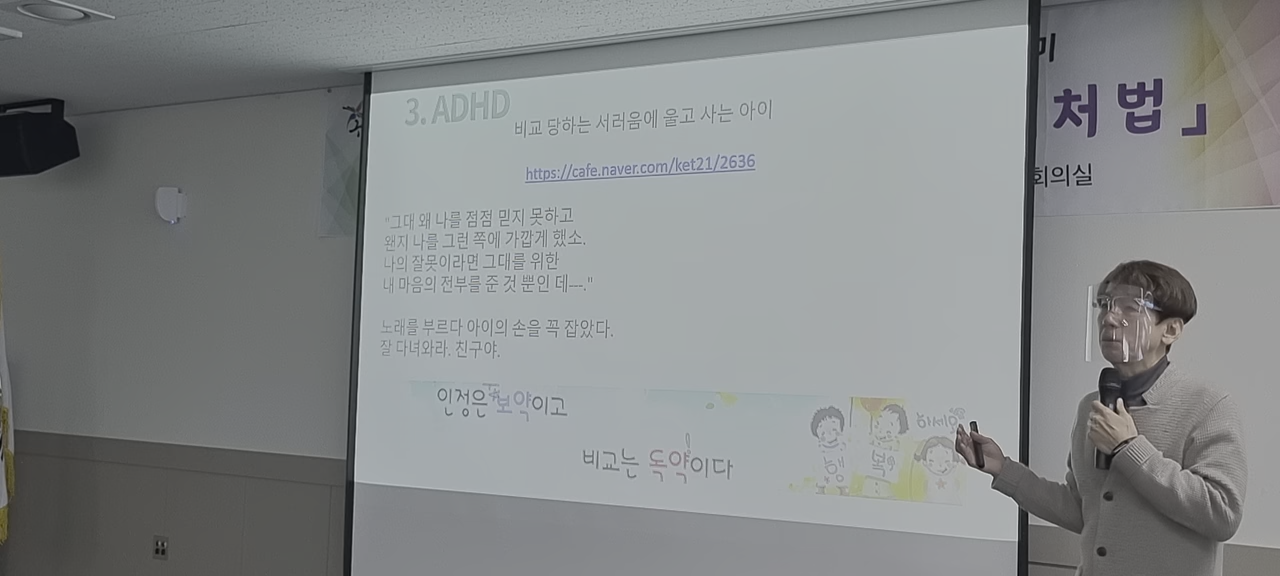 3. ADHD
비교 당하는 서러움에 울고 사는 아이
https://cafe.naver.com/ket21/2636
"그대 왜 나를 점점 믿지 못하고
왠지 나를 그런 쪽에 가깝게 했소.
나의 잘못이라면 그대를 위한
내 마음의 전부를 준 것 뿐인 데---."
노래를 부르다 아이의 손을 꼭 잡았다.
잘 다녀와라. 친구야.
인정은 보약이고
비교는 독약이다
행
복
하세요
미
처법」
회의실